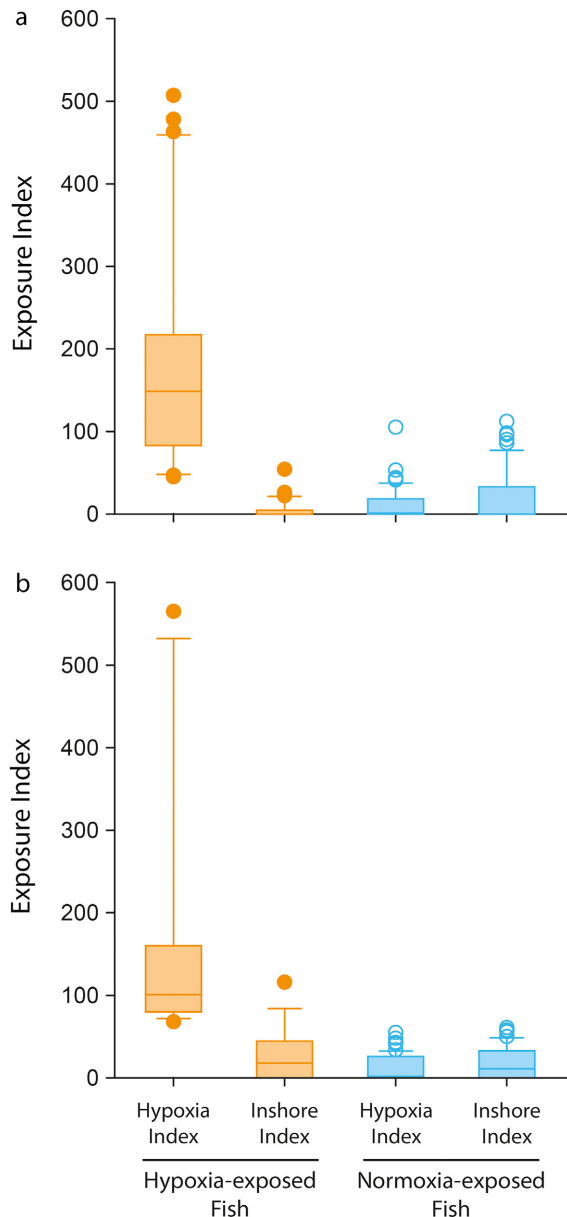 a
600
500
400
300
200
100
0
Exposure Index
b
600
500
400
300
200
100
0
Exposure Index
Hypoxia Inshore Hypoxia Inshore
Index Index Index Index
Hypoxia-exposed Normoxia-exposed
Fish Fish